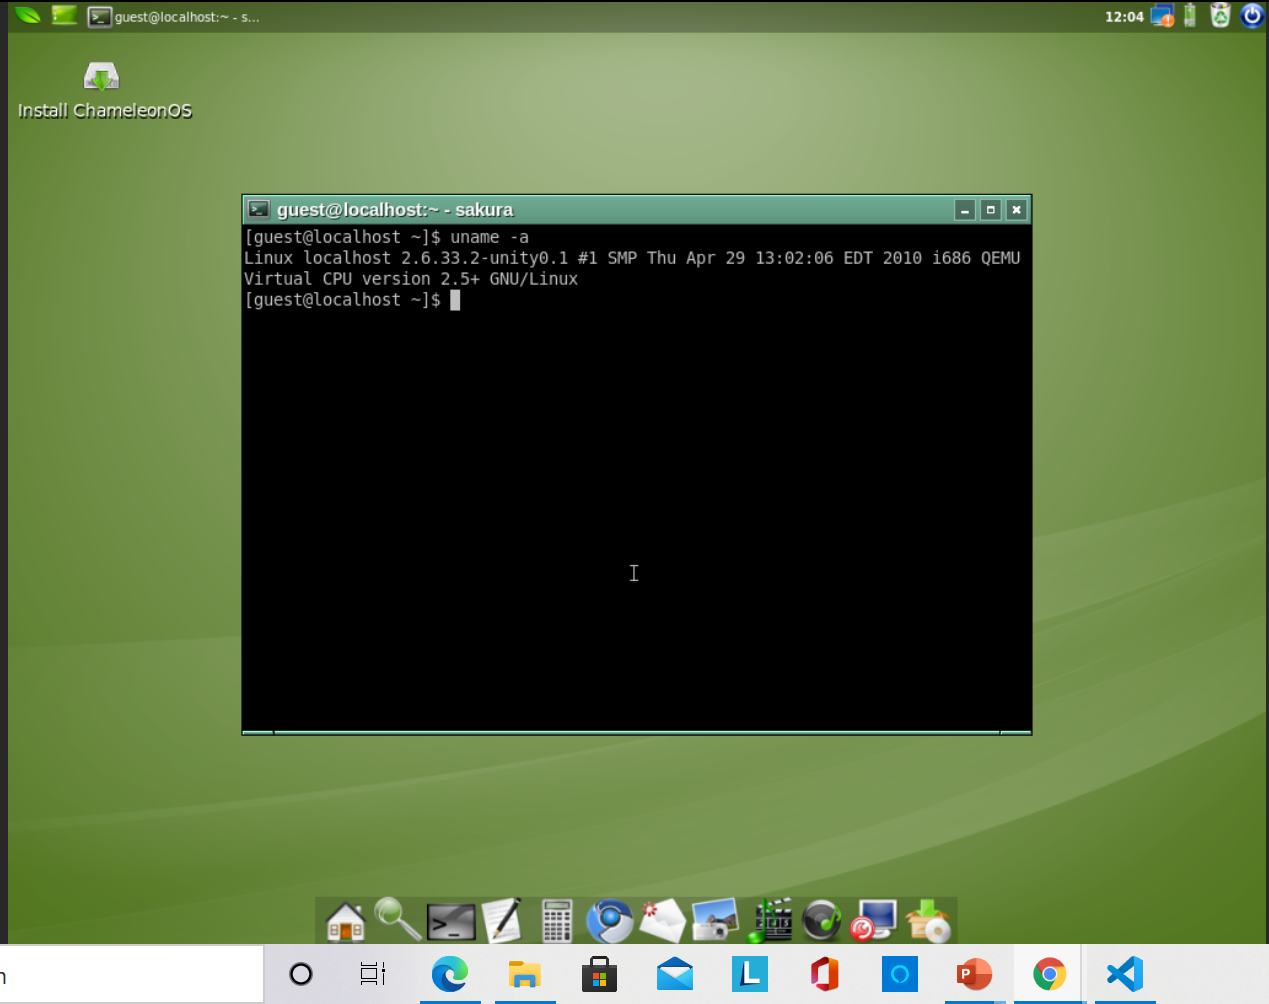 guest@localhost:~ - s...
12:04
Install ChameleonOS
guest@localhost:~ - sakura
[guest@localhost ~]$ uname -a
Linux localhost 2.6.33.2-unity0.1 #1 SMP Thu Apr 29 13:02:06 EDT 2010 i686 QEMU
Virtual CPU version 2.5+ GNU/Linux
[guest@localhost ~]$